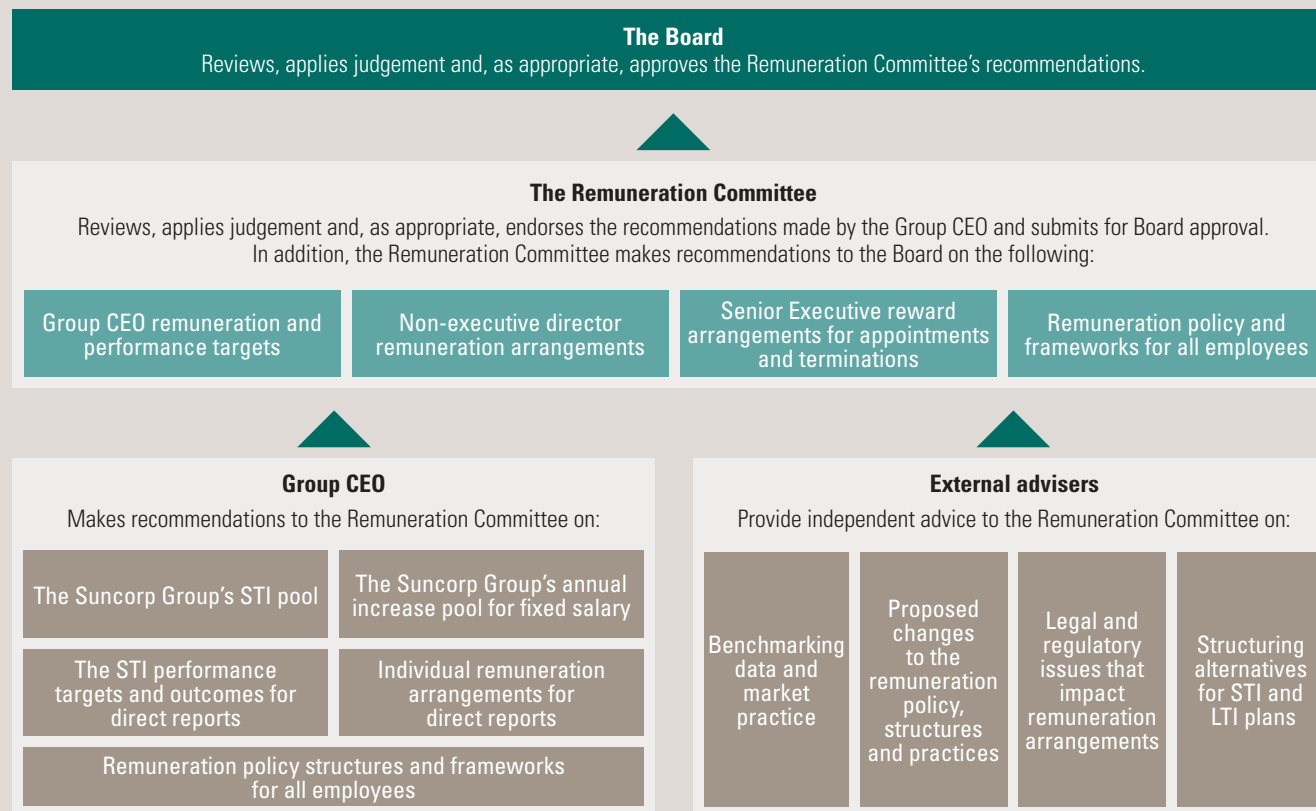 The Board
Reviews, applies judgement and, as appropriate, approves the Remuneration Committee's recommendations.
The Remuneration Committee
Reviews, applies judgement and, as appropriate, endorses the recommendations made by the Group CEO and submits for Board approval.
In addition, the Remuneration Committee makes recommendations to the Board on the following:
Group CEO remuneration and
performance targets
Non-executive director
remuneration arrangements
Senior Executive reward
arrangements for appointments
and terminations
Remuneration policy and
frameworks for all employees
Group CEO
Makes recommendations to the Remuneration Committee on:
The Suncorp Group's STI pool
The Suncorp Group's annual
increase pool for fixed salary
The STI performance
targets and outcomes for
direct reports
Individual remuneration
arrangements for
direct reports
Remuneration policy structures and frameworks
for all employees
External advisers
Provide independent advice to the Remuneration Committee on:
Benchmarking
data and
market
practice
Proposed
changes
to the
remuneration
policy,
structures
and practices
Legal and
regulatory
issues that
impact
remuneration
arrangements
Structuring
alternatives
for STI and
LTI plans